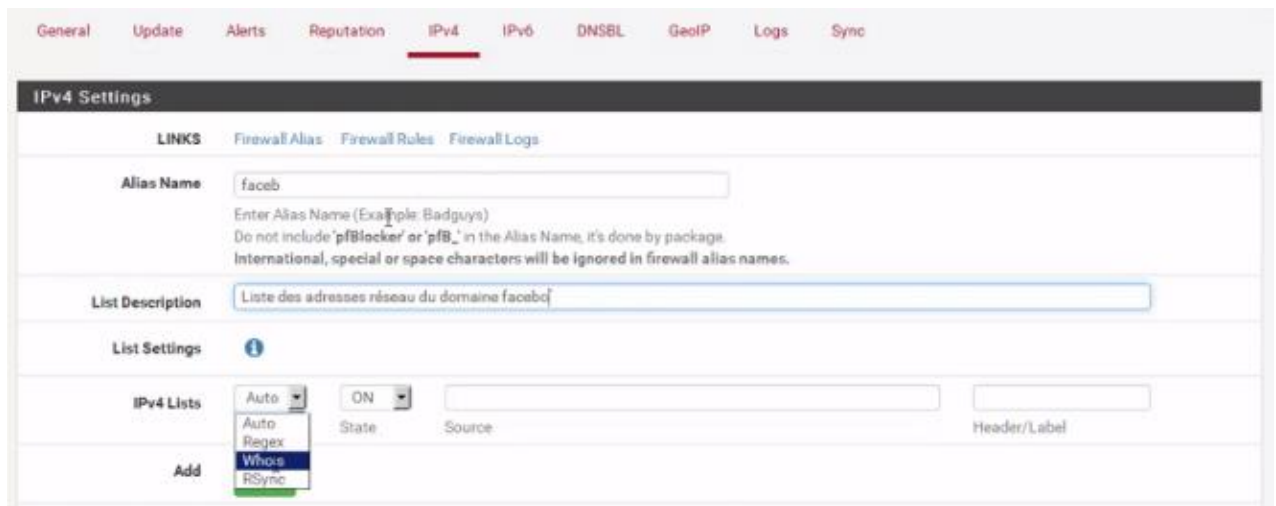 General Update Alerts Reputation IPv4 IPv6 DNSBL GeoIP Logs Sync
IPv4 Settings
LINKS Firewall Alias Firewall Rules Firewall Logs
Alias Name faceb
Enter Alias Name (Example: Badguys)
Do not include 'pfBlocker' or 'pfB_' in the Alias Name, it's done by package.
International, special or space characters will be ignored in firewall alias names.
List Description Liste des adresses réseau du domaine facebo
List Settings
IPv4 Lists Auto ON
Auto State Source Header/Label
Regex
Whois
RSync
Add